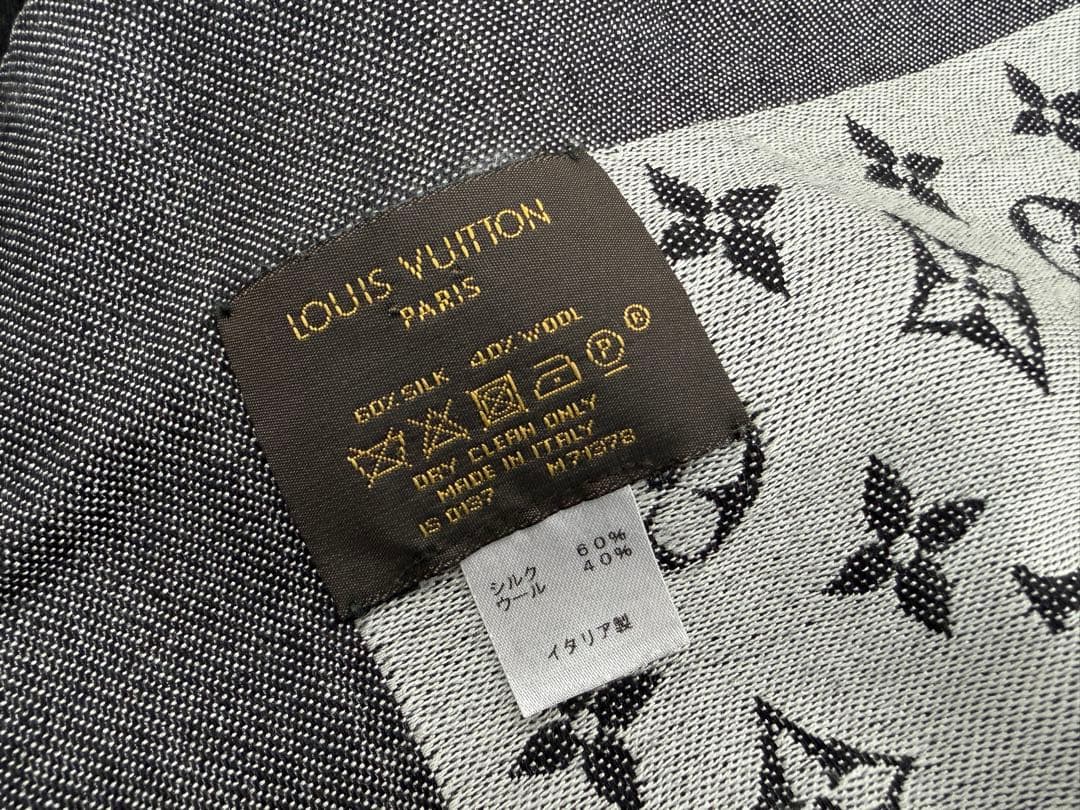 LOUIS VUITTON
PARIS
60% SILK 40% WOOL
P ®
DRY CLEAN ONLY
MADE IN ITALY
IS 0157 M71378
シルク 60%
ウール 40%
イタリア製